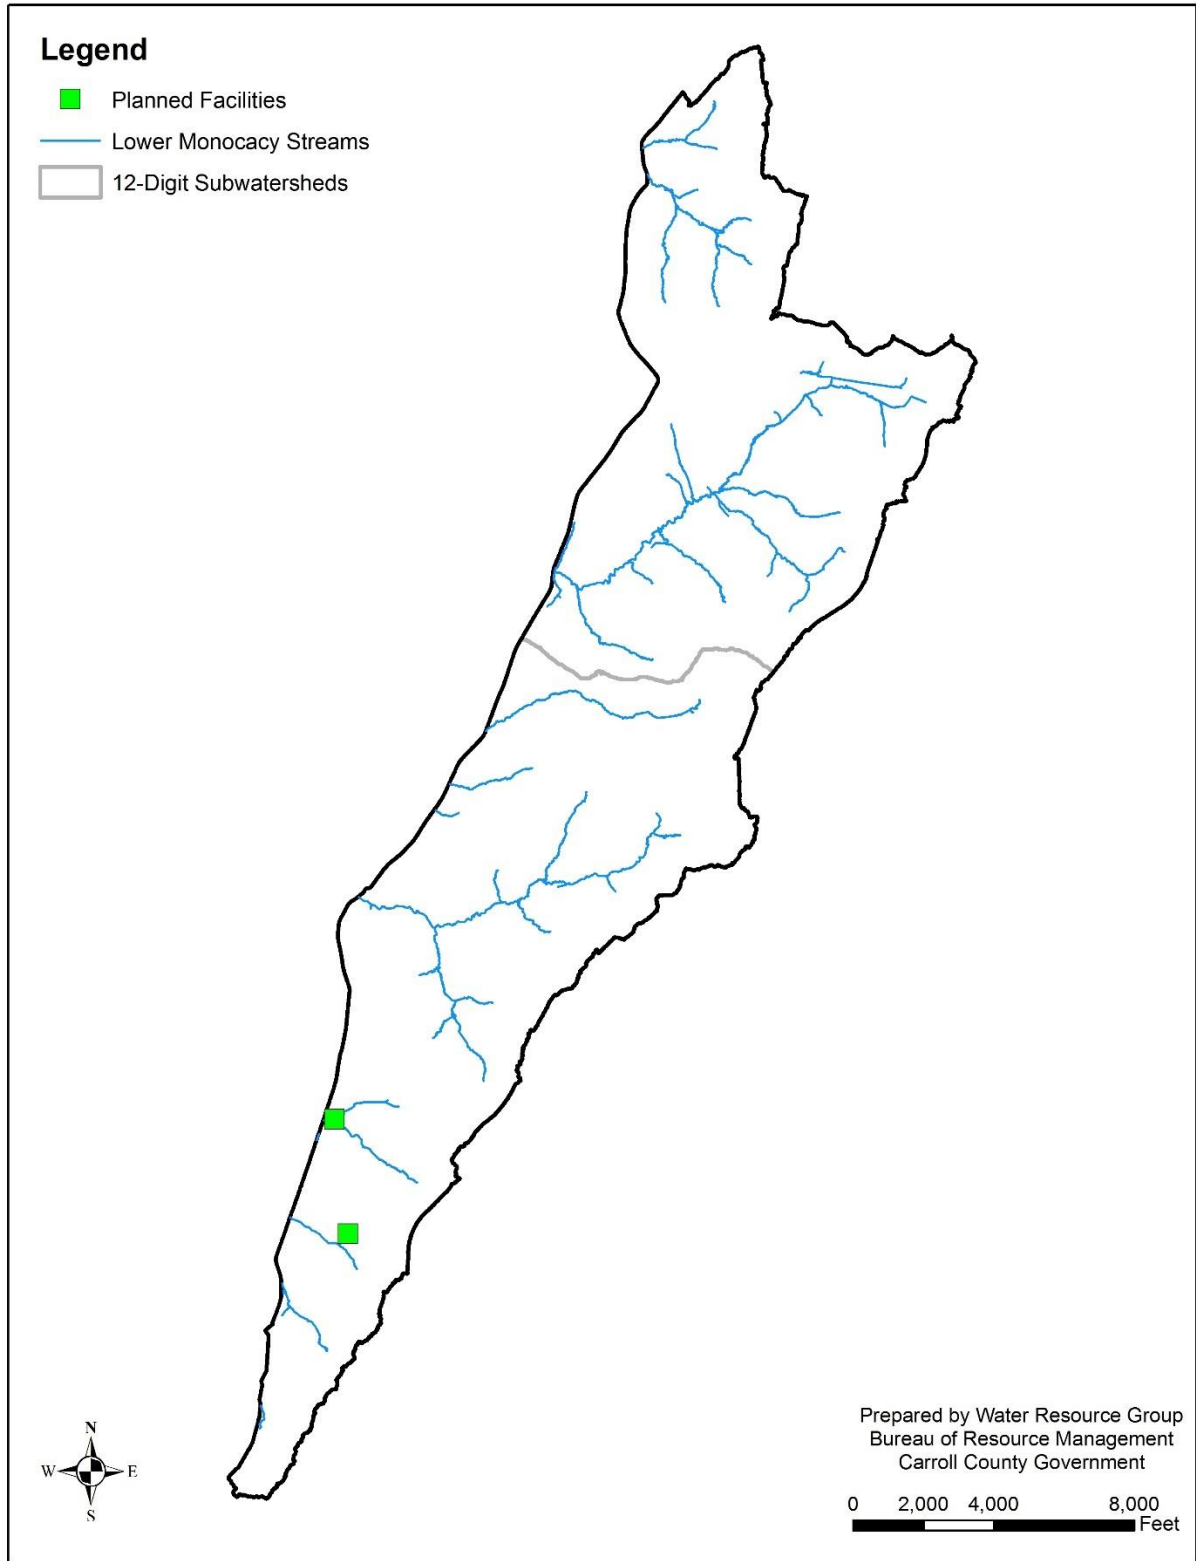 Legend
Planned Facilities
Lower Monocacy Streams
12-Digit Subwatersheds
N
W E
S
Prepared by Water Resource Group
Bureau of Resource Management
Carroll County Government
0 2,000 4,000 8,000
Feet